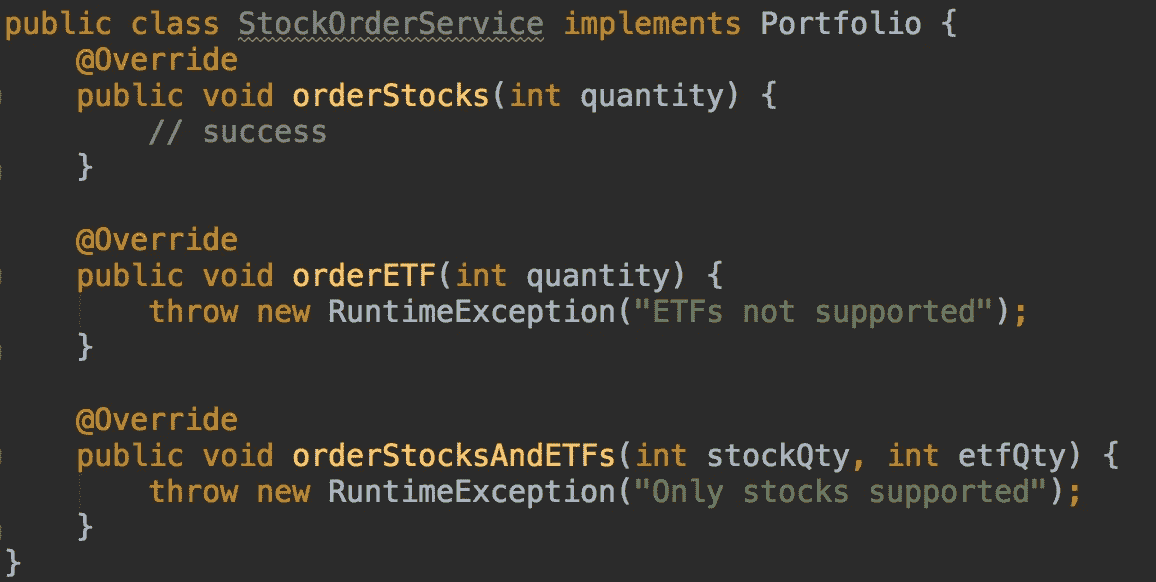 public class StockOrderService implements Portfolio {
    @Override
    public void orderStocks(int quantity) {
        // success
    }

    @Override
    public void orderETF(int quantity) {
        throw new RuntimeException("ETFs not supported");
    }

    @Override
    public void orderStocksAndETFs(int stockQty, int etfQty) {
        throw new RuntimeException("Only stocks supported");
    }
}